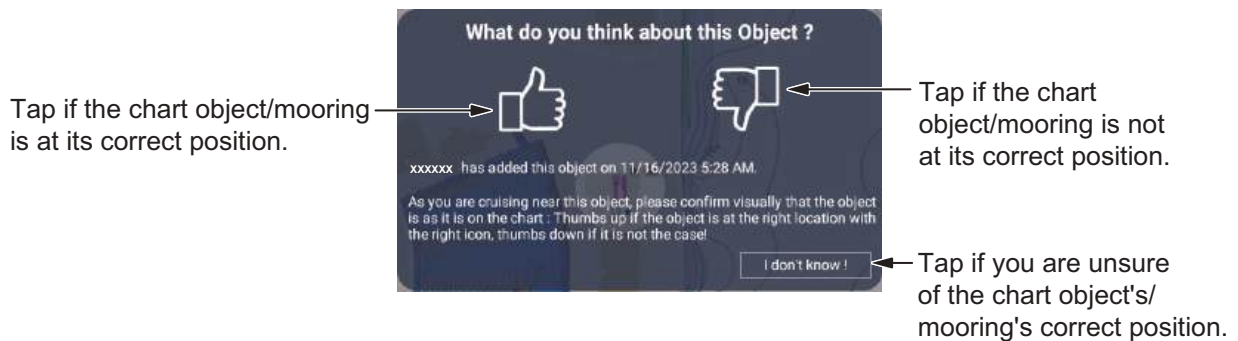 What do you think about this Object ?
Tap if the chart object/mooring
is at its correct position.
Tap if the chart
object/mooring is not
at its correct position.
xxxxxx has added this object on 11/16/2023 5:28 AM.
As you are cruising near this object, please confirm visually that the object
is as it is on the chart : Thumbs up if the object is at the right location with
the right icon, thumbs down if it is not the case!
I don't know !
Tap if you are unsure
of the chart object's/
mooring's correct position.